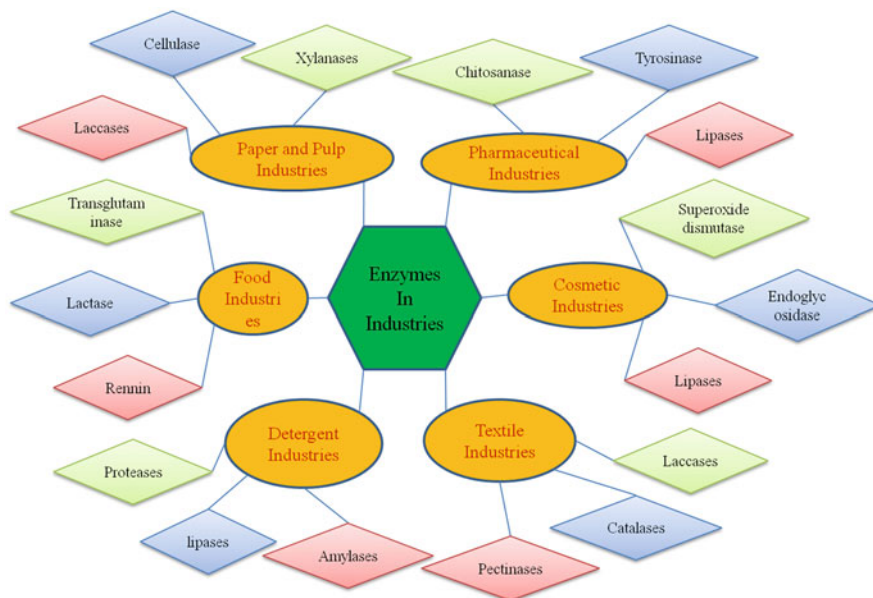 Cellulase
Xylanases
Chitosanase
Tyrosinase
Laccases
Paper and Pulp
Industries
Pharmaceutical
Industries
Lipases
Transglutam
inase
Superoxide
dismutase
Food
Industri
es
Enzymes
In
Industries
Cosmetic
Industries
Lactase
Endoglyc
osidase
Rennin
Lipases
Detergent
Industries
Textile
Industries
Proteases
Laccases
lipases
Amylases
Catalases
Pectinases